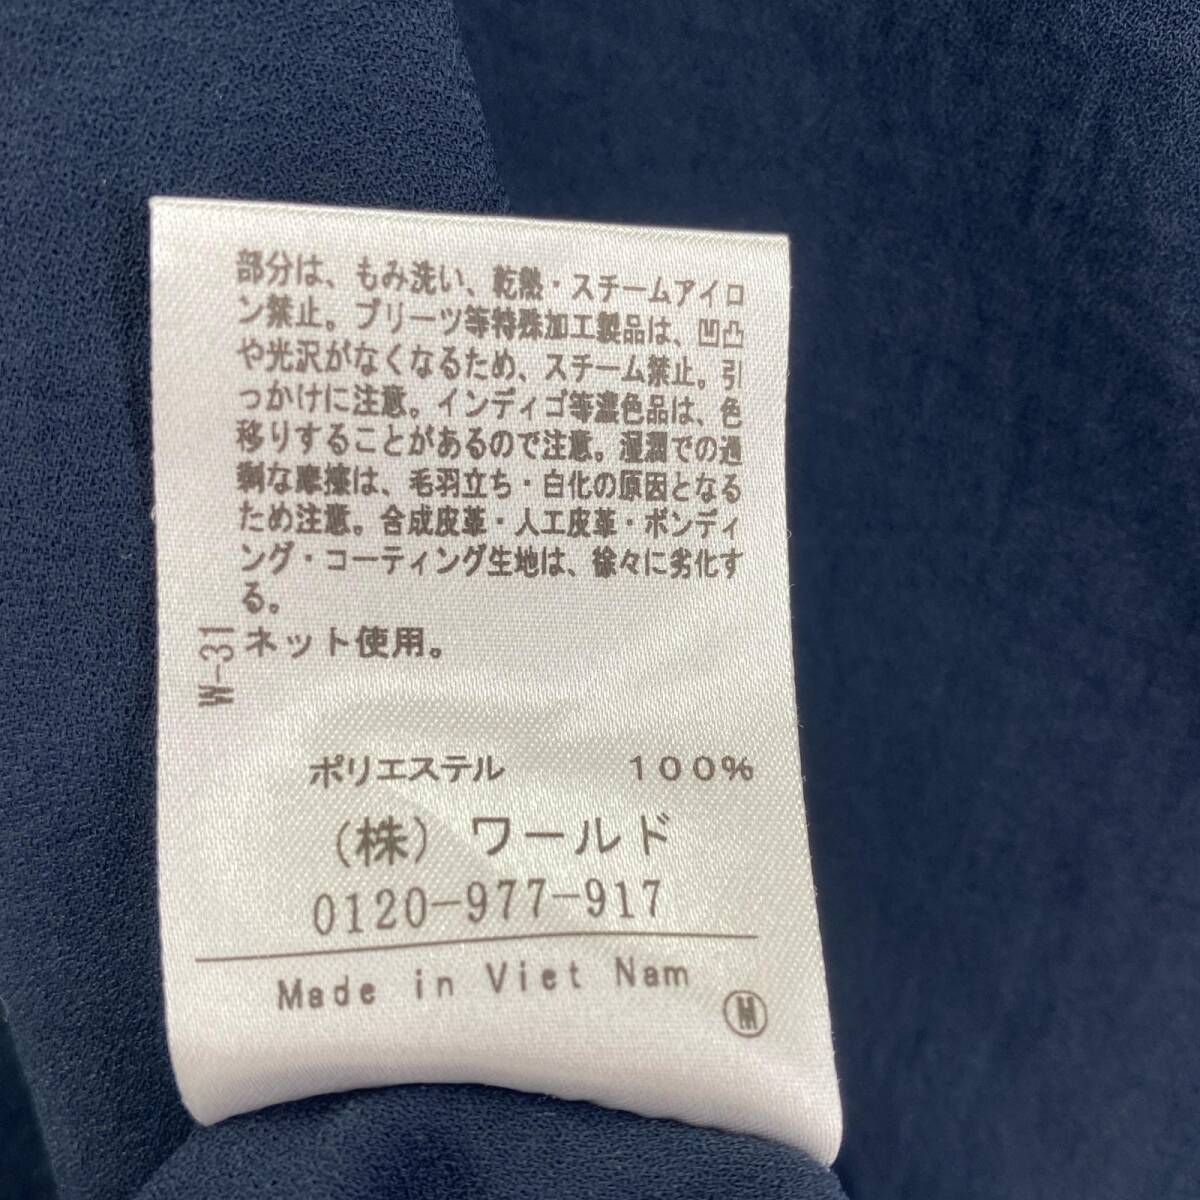 部分は、もみ洗い、乾熱・スチームアイロ
ン禁止。プリーツ等特殊加工製品は、凹凸
や光沢がなくなるため、スチーム禁止。引
っかけに注意。インディゴ等濃色品は、色
移りすることがあるので注意。湿潤での過
剰な摩擦は、毛羽立ち・白化の原因となる
ため注意。合成皮革・人工皮革・ボンディ
ング・コーティング生地は、徐々に劣化す
る。
ネット使用。
W-31
ポリエステル 100%
(株) ワールド
0120-977-917
Made in Viet Nam
M